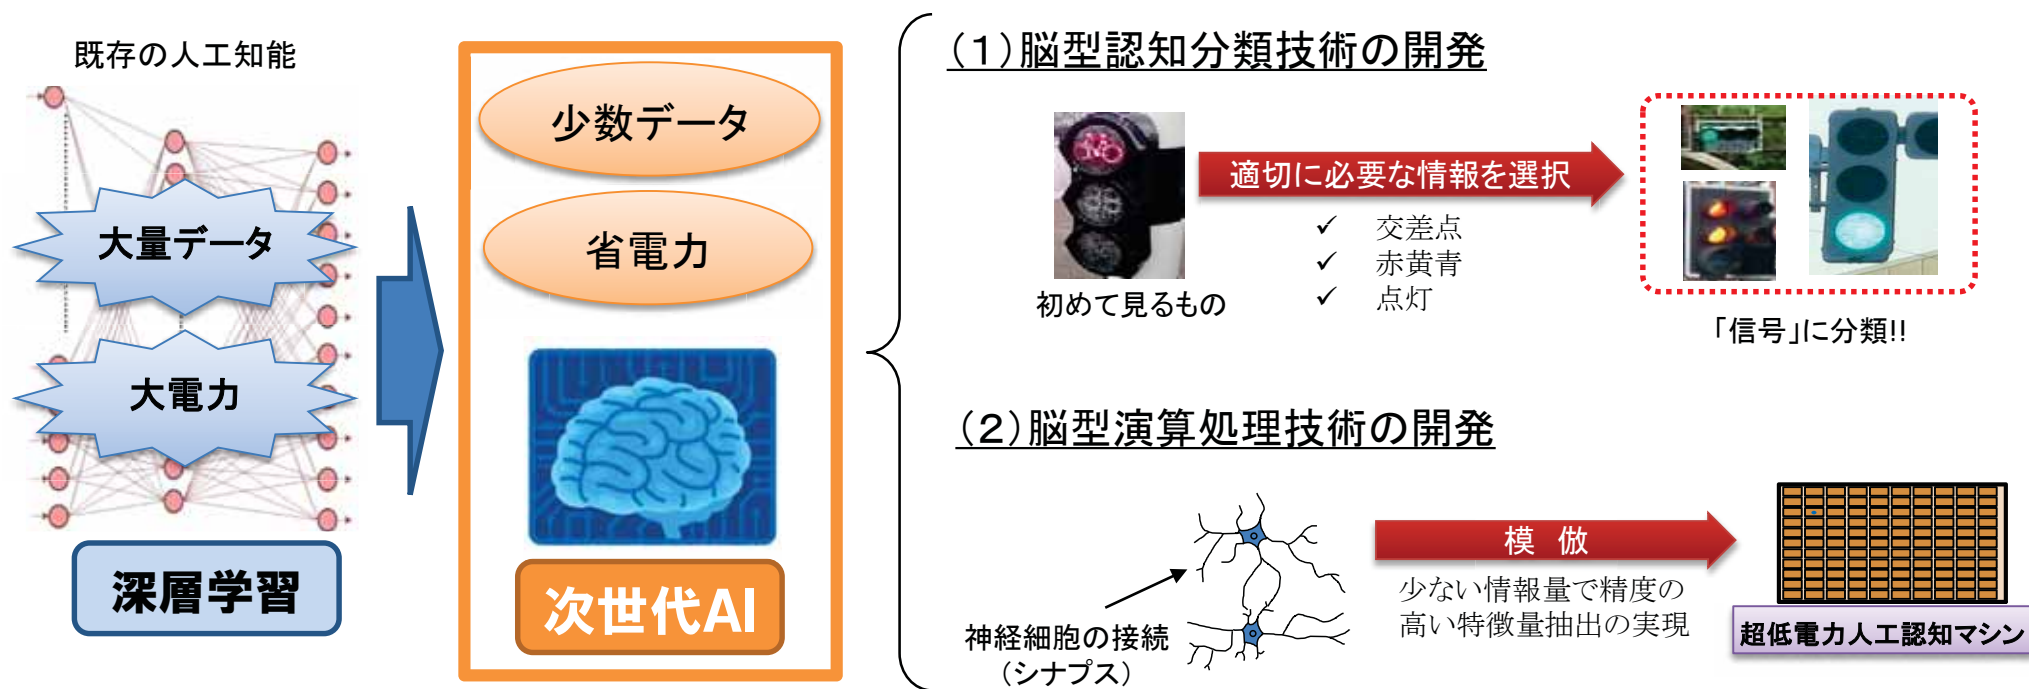 既存の人工知能
大量データ
大電力
深層学習
少数データ
省電力
次世代AI
(1)脳型認知分類技術の開発
初めて見るもの
適切に必要な情報を選択
✓ 交差点
✓ 赤黄青
✓ 点灯
「信号」に分類!!
(2)脳型演算処理技術の開発
神経細胞の接続
(シナプス)
模 倣
少ない情報量で精度の
高い特徴量抽出の実現
超低電力人工認知マシン